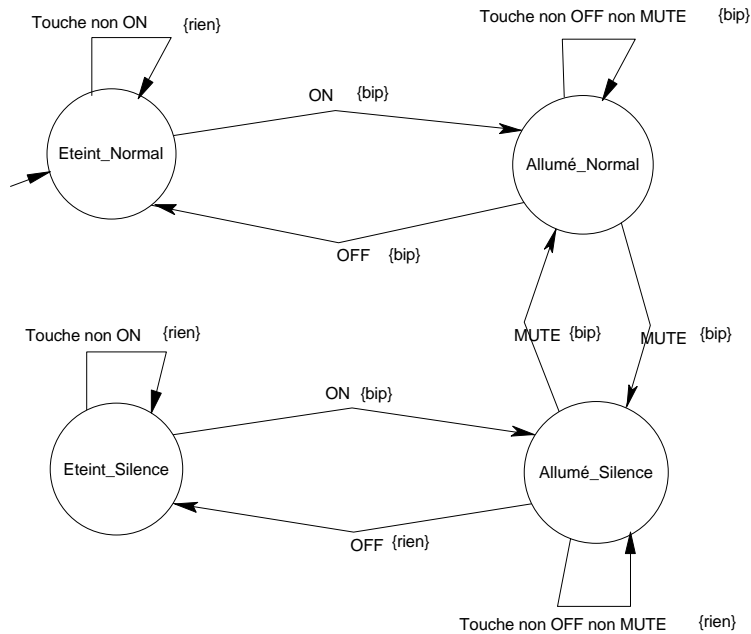 Touche non ON {rien}
Touche non OFF non MUTE {bip}
ON {bip}
Eteint_Normal
Allumé_Normal
OFF {bip}
Touche non ON {rien}
MUTE {bip}
MUTE {bip}
ON {bip}
Eteint_Silence
Allumé_Silence
OFF {rien}
Touche non OFF non MUTE {rien}